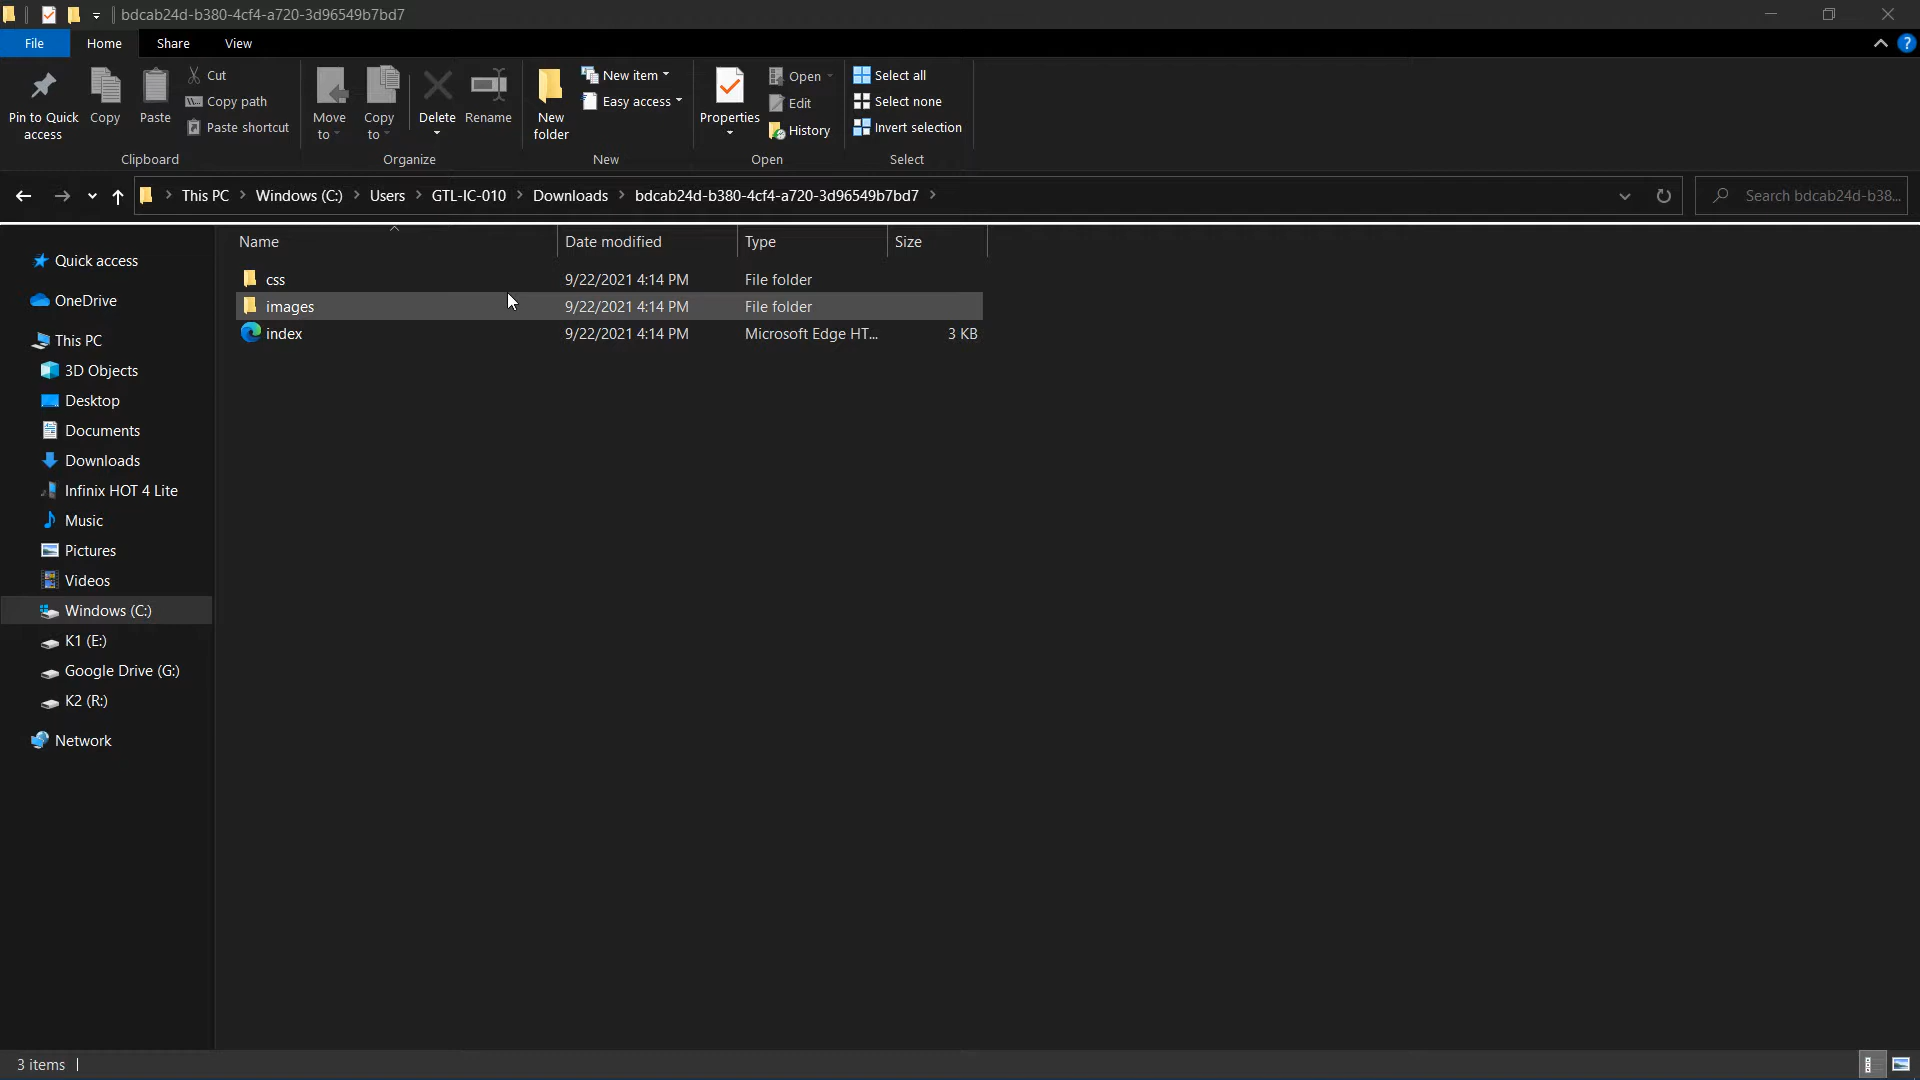 bdcab24d-b380-4cf4-a720-3d96549b7bd7
File Home Share View
Pin to Quick access
Copy
Paste
Cut
Copy path
Paste shortcut
Clipboard
Move to
Copy to
Delete
Rename
Organize
New folder
New item
Easy access
New
Properties
Open
Edit
History
Open
Select all
Select none
Invert selection
Select
This PC > Windows (C:) > Users > GTL-IC-010 > Downloads > bdcab24d-b380-4cf4-a720-3d96549b7bd7 >
Search bdcab24d-b38...
Name Date modified Type Size
css 9/22/2021 4:14 PM File folder
images 9/22/2021 4:14 PM File folder
index 9/22/2021 4:14 PM Microsoft Edge HT... 3 KB
Quick access
OneDrive
This PC
3D Objects
Desktop
Documents
Downloads
Infinix HOT 4 Lite
Music
Pictures
Videos
Windows (C:)
K1 (E:)
Google Drive (G:)
K2 (R:)
Network
3 items